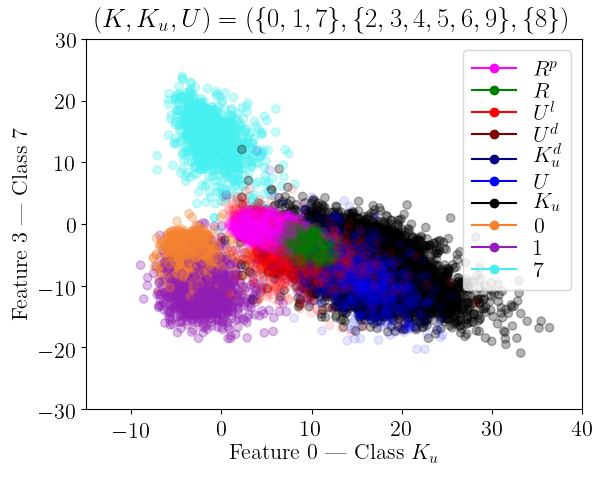 (K, K_u, U) = ({0, 1, 7}, {2, 3, 4, 5, 6, 9}, {8})
30
20
10
0
−10
−20
−30
Feature 3 — Class 7
R^p
R
U^l
U^d
K_u^d
U
K_u
0
1
7
−10
0
10
20
30
40
Feature 0 — Class K_u